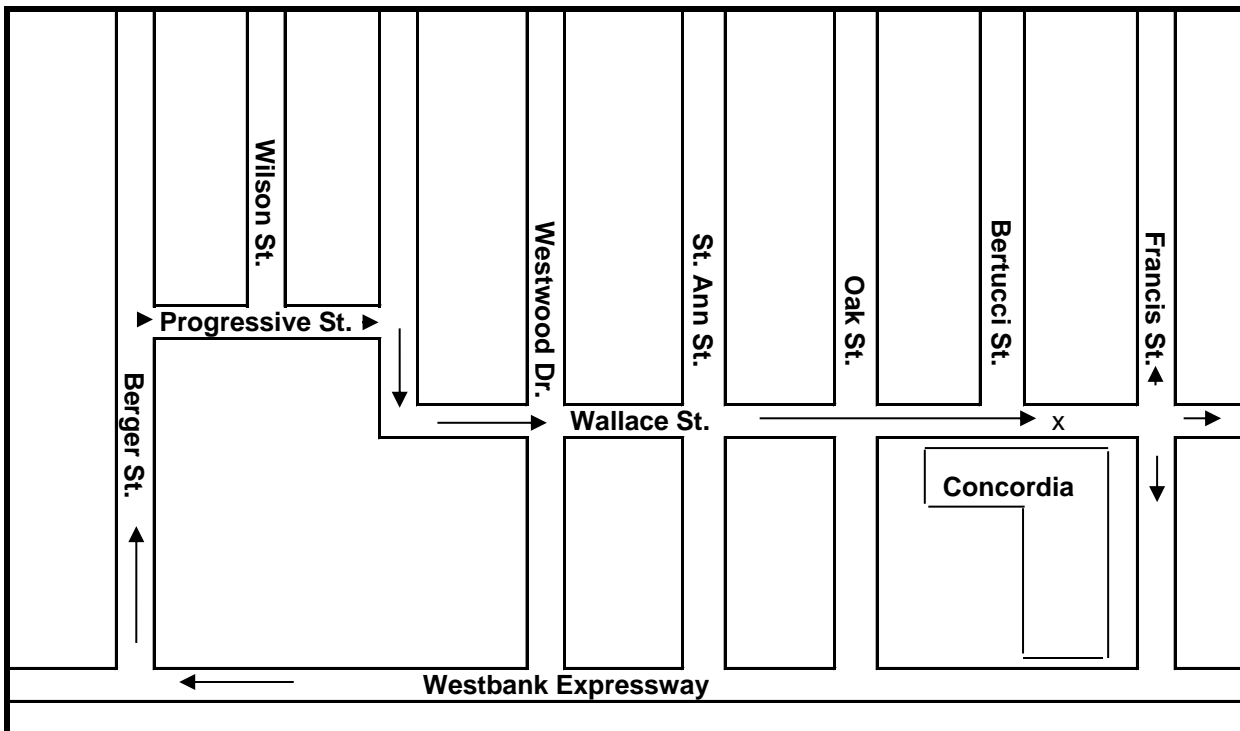 Wilson St.
Westwood Dr.
St. Ann St.
Oak St.
Bertucci St.
Francis St.
Progressive St.
Berger St.
Wallace St.
x
Concordia
Westbank Expressway